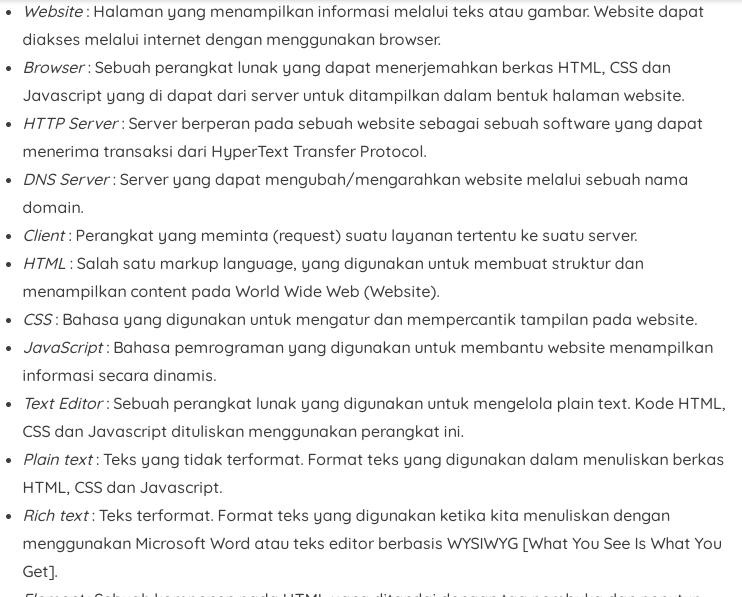 • Website : Halaman yang menampilkan informasi melalui teks atau gambar. Website dapat
diakses melalui internet dengan menggunakan browser.
• Browser : Sebuah perangkat lunak yang dapat menerjemahkan berkas HTML, CSS dan
Javascript yang di dapat dari server untuk ditampilkan dalam bentuk halaman website.
• HTTP Server : Server berperan pada sebuah website sebagai sebuah software yang dapat
menerima transaksi dari HyperText Transfer Protocol.
• DNS Server : Server yang dapat mengubah/mengarahkan website melalui sebuah nama
domain.
• Client : Perangkat yang meminta (request) suatu layanan tertentu ke suatu server.
• HTML : Salah satu markup language, yang digunakan untuk membuat struktur dan
menampilkan content pada World Wide Web (Website).
• CSS : Bahasa yang digunakan untuk mengatur dan mempercantik tampilan pada website.
• JavaScript : Bahasa pemrograman yang digunakan untuk membantu website menampilkan
informasi secara dinamis.
• Text Editor : Sebuah perangkat lunak yang digunakan untuk mengelola plain text. Kode HTML,
CSS dan Javascript dituliskan menggunakan perangkat ini.
• Plain text : Teks yang tidak terformat. Format teks yang digunakan dalam menuliskan berkas
HTML, CSS dan Javascript.
• Rich text : Teks terformat. Format teks yang digunakan ketika kita menuliskan dengan
menggunakan Microsoft Word atau teks editor berbasis WYSIWYG [What You See Is What You
Get].